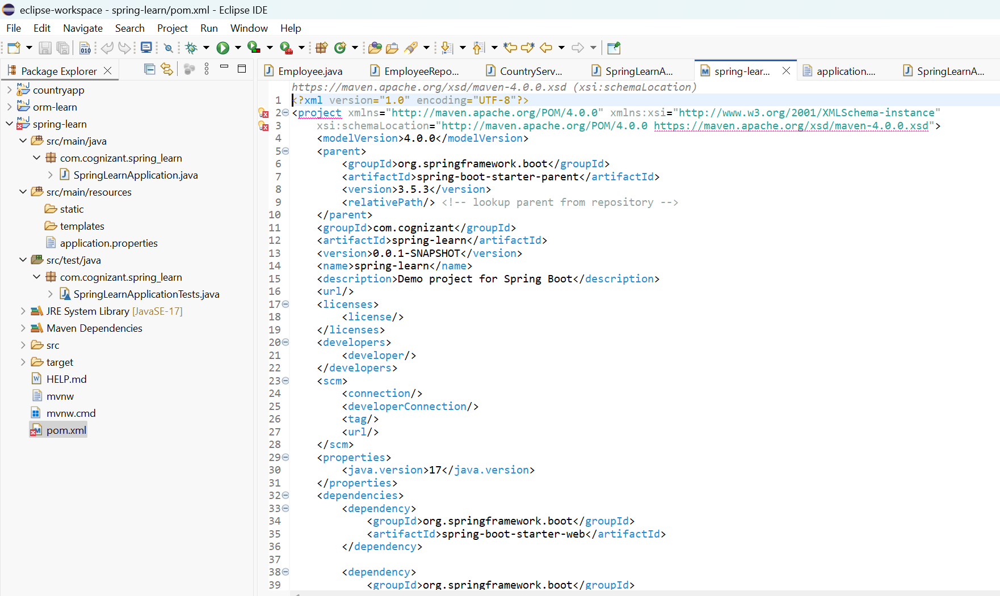 eclipse-workspace - spring-learn/pom.xml - Eclipse IDE
File Edit Navigate Search Project Run Window Help
Package Explorer
countryapp
orm-learn
spring-learn
src/main/java
com.cognizant.spring_learn
SpringLearnApplication.java
src/main/resources
static
templates
application.properties
src/test/java
com.cognizant.spring_learn
SpringLearnApplicationTests.java
JRE System Library [JavaSE-17]
Maven Dependencies
src
target
HELP.md
mvnw
mvnw.cmd
pom.xml
Employee.java EmployeeRepo... CountryServ... SpringLearnA... spring-lear... application.... SpringLearnA...
https://maven.apache.org/xsd/maven-4.0.0.xsd (xsi:schemaLocation)
1 <?xml version="1.0" encoding="UTF-8"?>
2 <project xmlns="http://maven.apache.org/POM/4.0.0" xmlns:xsi="http://www.w3.org/2001/XMLSchema-instance"
3 xsi:schemaLocation="http://maven.apache.org/POM/4.0.0 https://maven.apache.org/xsd/maven-4.0.0.xsd">
4 <modelVersion>4.0.0</modelVersion>
5 <parent>
6 <groupId>org.springframework.boot</groupId>
7 <artifactId>spring-boot-starter-parent</artifactId>
8 <version>3.5.3</version>
9 <relativePath/> <!-- lookup parent from repository -->
10 </parent>
11 <groupId>com.cognizant</groupId>
12 <artifactId>spring-learn</artifactId>
13 <version>0.0.1-SNAPSHOT</version>
14 <name>spring-learn</name>
15 <description>Demo project for Spring Boot</description>
16 <url/>
17 <licenses>
18 <license/>
19 </licenses>
20 <developers>
21 <developer/>
22 </developers>
23 <scm>
24 <connection/>
25 <developerConnection/>
26 <tag/>
27 <url/>
28 </scm>
29 <properties>
30 <java.version>17</java.version>
31 </properties>
32 <dependencies>
33 <dependency>
34 <groupId>org.springframework.boot</groupId>
35 <artifactId>spring-boot-starter-web</artifactId>
36 </dependency>
37
38 <dependency>
39 <groupId>org.springframework.boot</groupId>